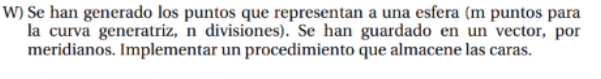 W) Se han generado los puntos que representan a una esfera (m puntos para
la curva generatriz, n divisiones). Se han guardado en un vector, por
meridianos. Implementar un procedimiento que almacene las caras.